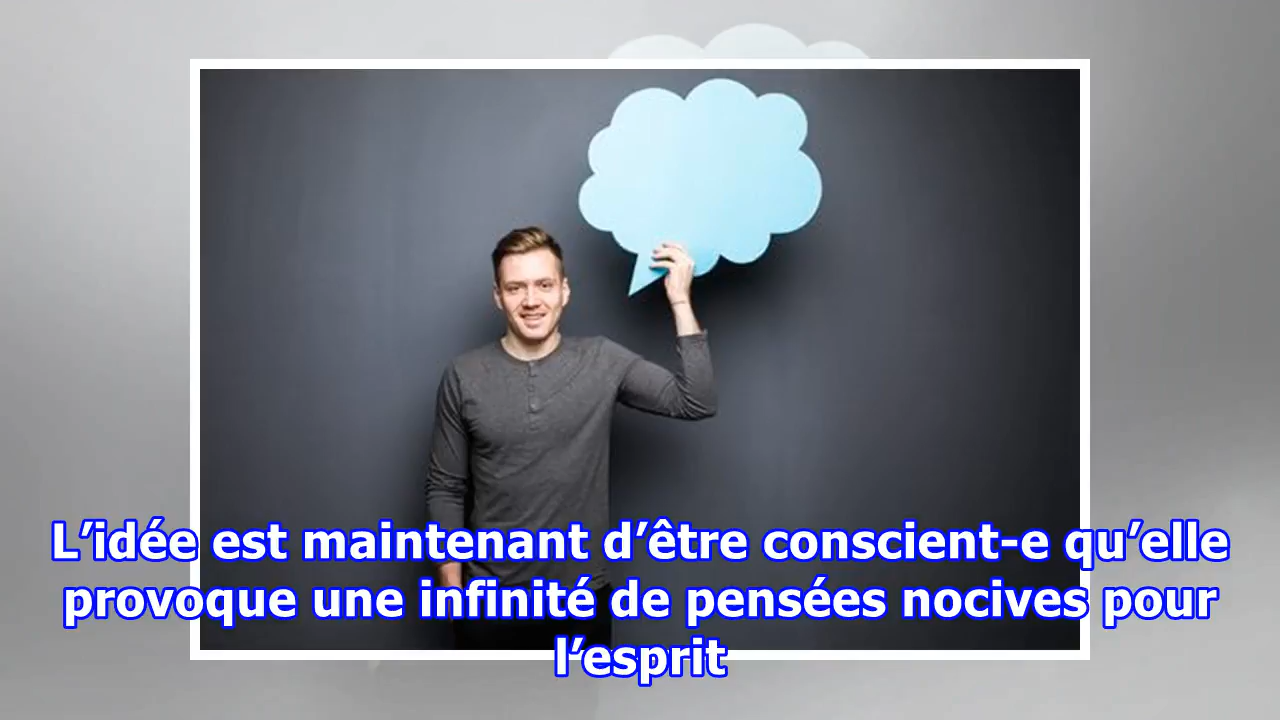 L’idée est maintenant d’être conscient-e qu’elle
provoque une infinité de pensées nocives pour
l’esprit